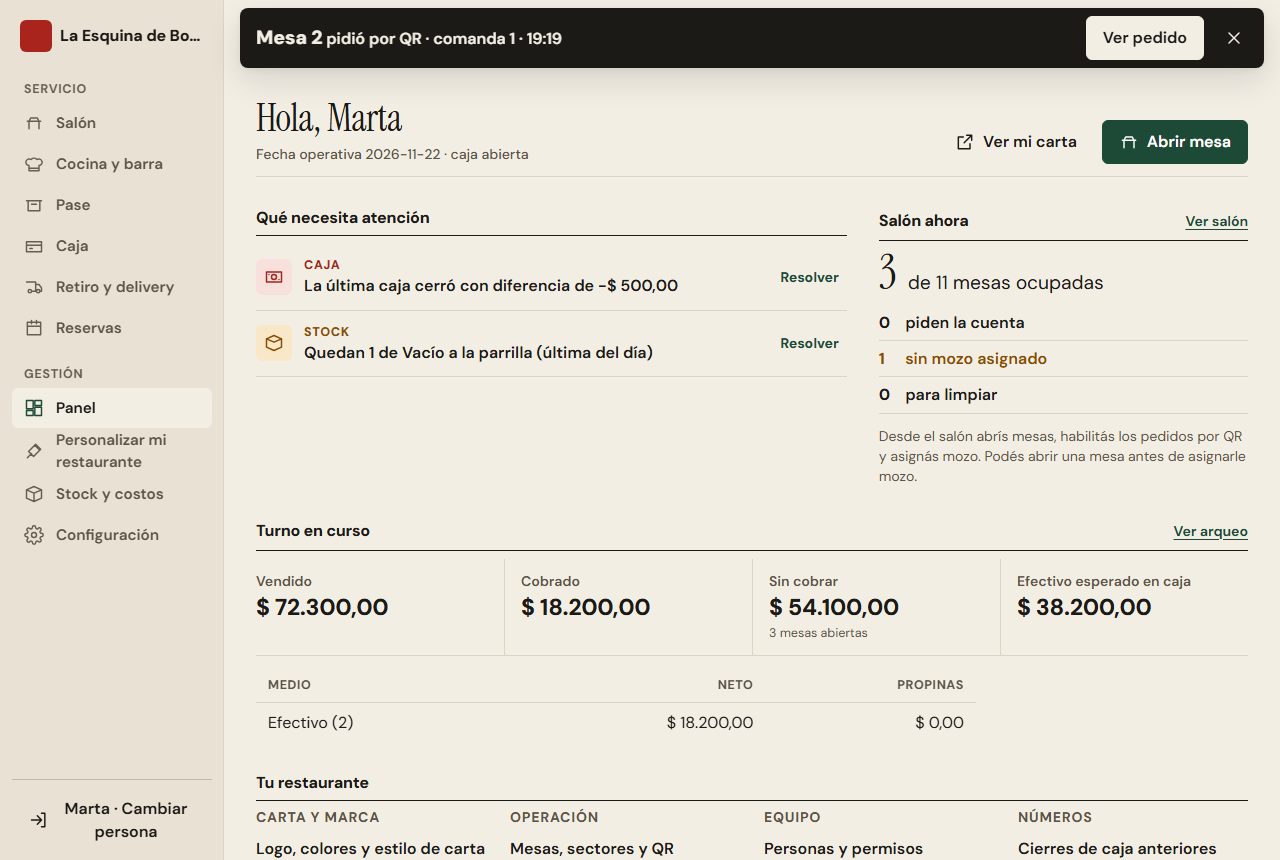 La Esquina de Bo...
SERVICIO
Salón
Cocina y barra
Pase
Caja
Retiro y delivery
Reservas
GESTIÓN
Panel
Personalizar mi
restaurante
Stock y costos
Configuración
Marta · Cambiar
persona
Mesa 2 pidió por QR · comanda 1 · 19:19
Ver pedido
Hola, Marta
Fecha operativa 2026-11-22 · caja abierta
Ver mi carta
Abrir mesa
Qué necesita atención
CAJA
La última caja cerró con diferencia de -$ 500,00
Resolver
STOCK
Quedan 1 de Vacío a la parrilla (última del día)
Resolver
Salón ahora
Ver salón
3 de 11 mesas ocupadas
0 piden la cuenta
1 sin mozo asignado
0 para limpiar
Desde el salón abrís mesas, habilitás los pedidos por QR
y asignás mozo. Podés abrir una mesa antes de asignarle
mozo.
Turno en curso
Ver arqueo
Vendido
$ 72.300,00
Cobrado
$ 18.200,00
Sin cobrar
$ 54.100,00
3 mesas abiertas
Efectivo esperado en caja
$ 38.200,00
MEDIO NETO PROPINAS
Efectivo (2) $ 18.200,00 $ 0,00
Tu restaurante
CARTA Y MARCA
Logo, colores y estilo de carta
OPERACIÓN
Mesas, sectores y QR
EQUIPO
Personas y permisos
NÚMEROS
Cierres de caja anteriores